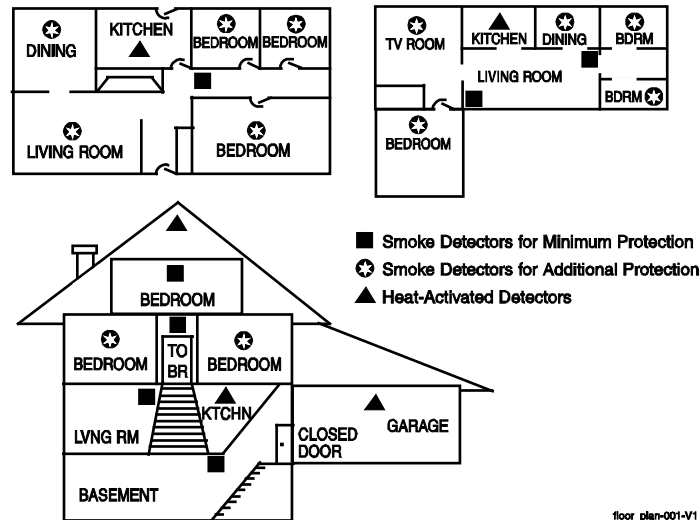 DINING
KITCHEN
BEDROOM
BEDROOM
LIVING ROOM
BEDROOM
TV ROOM
KITCHEN
DINING
BDRM
LIVING ROOM
BDRM
BEDROOM
Smoke Detectors for Minimum Protection
Smoke Detectors for Additional Protection
Heat-Activated Detectors
BEDROOM
BEDROOM
TO
BR
BEDROOM
LVNG RM
KTCHN
CLOSED
DOOR
GARAGE
BASEMENT
floor_plan-001-V1